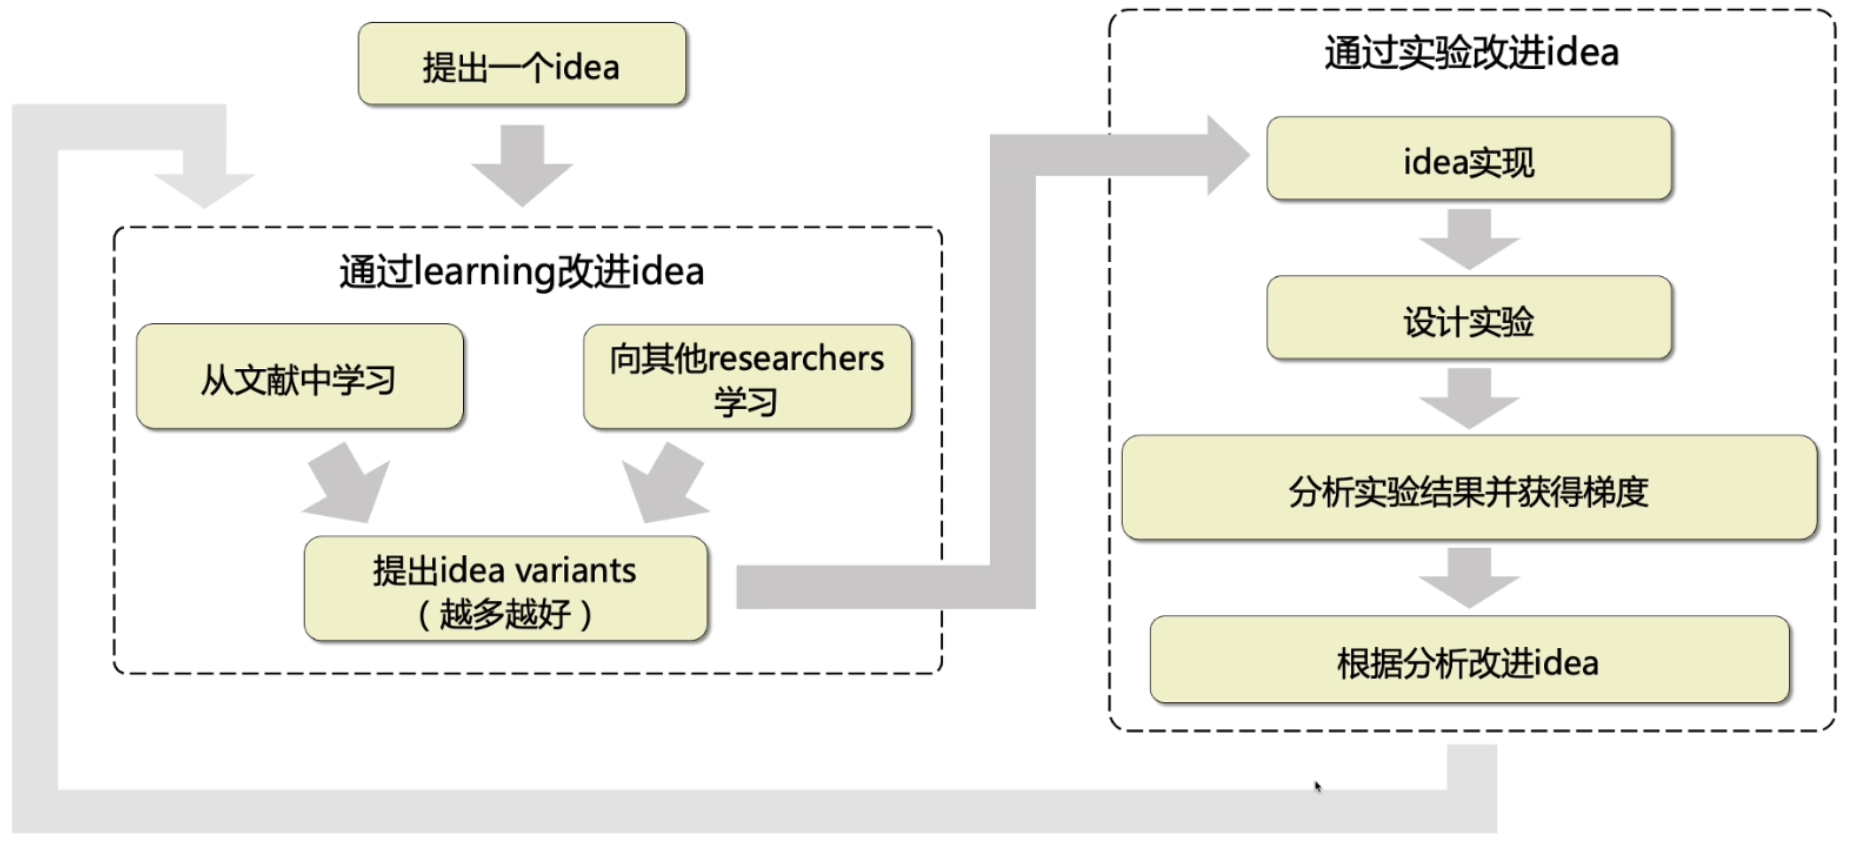 提出一个idea
通过learning改进idea
从文献中学习
向其他researchers
学习
提出idea variants
（越多越好）
通过实验改进idea
idea实现
设计实验
分析实验结果并获得梯度
根据分析改进idea